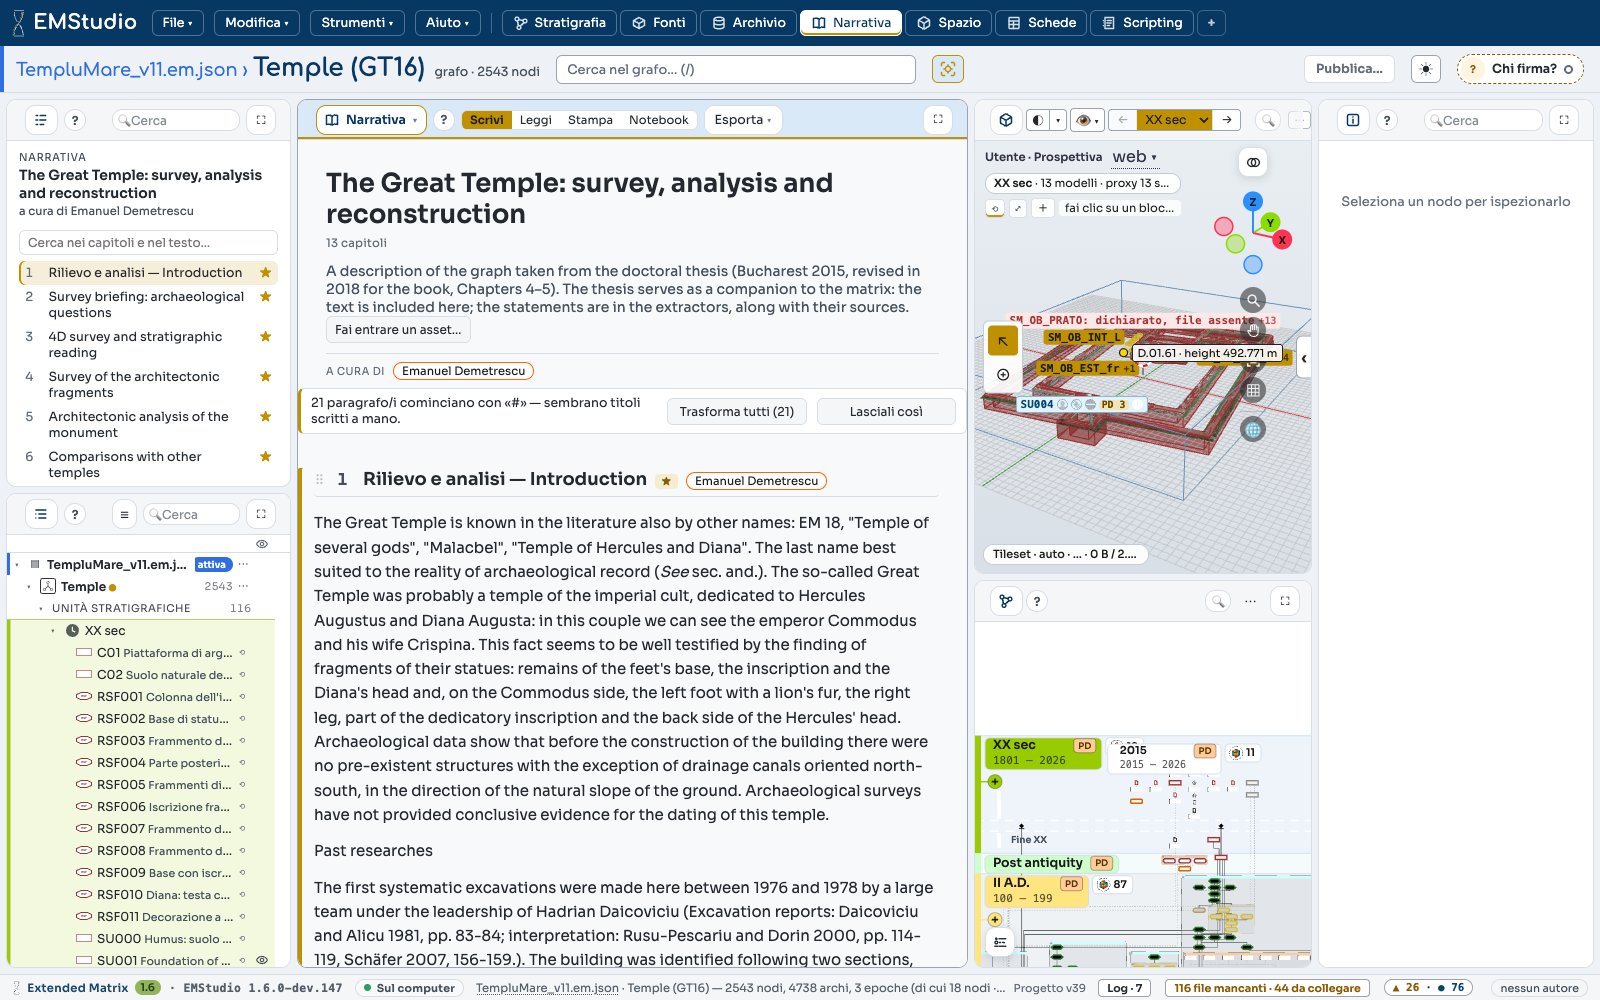 EMStudio File Modifica Strumenti Aiuto Stratigrafia Fonti Archivio Narrativa Spazio Schede Scripting +
TempluMare_v11.em.json › Temple (GT16) grafo · 2543 nodi Cerca nel grafo... (/) Pubblica... ? Chi firma?
? Cerca
NARRATIVA
The Great Temple: survey, analysis
and reconstruction
a cura di Emanuel Demetrescu
Cerca nei capitoli e nel testo...
1 Rilievo e analisi — Introduction
2 Survey briefing: archaeological
questions
3 4D survey and stratigraphic
reading
4 Survey of the architectonic
fragments
5 Architectonic analysis of the
monument
6 Comparisons with other
temples
? Cerca
TempluMare_v11.em.j... attiva ...
Temple 2543 ...
UNITÀ STRATIGRAFICHE 116
XX sec
C01 Piattaforma di arg...
C02 Suolo naturale de...
RSF001 Colonna dell'i...
RSF002 Base di statu...
RSF003 Frammento d...
RSF004 Parte posteri...
RSF005 Frammenti di...
RSF006 Iscrizione fra...
RSF007 Frammento d...
RSF008 Frammento d...
RSF009 Base con iscr...
RSF010 Diana: testa c...
RSF011 Decorazione a ...
SU000 Humus: suolo ...
SU001 Foundation of ...
Narrativa ? Scrivi Leggi Stampa Notebook Esporta
The Great Temple: survey, analysis and
reconstruction
13 capitoli
A description of the graph taken from the doctoral thesis (Bucharest 2015, revised in
2018 for the book, Chapters 4–5). The thesis serves as a companion to the matrix: the
text is included here; the statements are in the extractors, along with their sources.
Fai entrare un asset...
A CURA DI Emanuel Demetrescu
21 paragrafo/i cominciano con «#» — sembrano titoli
scritti a mano.
Trasforma tutti (21) Lasciali così
1 Rilievo e analisi — Introduction Emanuel Demetrescu
The Great Temple is known in the literature also by other names: EM 18, "Temple of
several gods", "Malacbel", "Temple of Hercules and Diana". The last name best
suited to the reality of archaeological record (See sec. and.). The so-called Great
Temple was probably a temple of the imperial cult, dedicated to Hercules
Augustus and Diana Augusta: in this couple we can see the emperor Commodus
and his wife Crispina. This fact seems to be well testified by the finding of
fragments of their statues: remains of the feet's base, the inscription and the
Diana's head and, on the Commodus side, the left foot with a lion's fur, the right
leg, part of the dedicatory inscription and the back side of the Hercules' head.
Archaeological data show that before the construction of the building there were
no pre-existent structures with the exception of drainage canals oriented north-
south, in the direction of the natural slope of the ground. Archaeological surveys
have not provided conclusive evidence for the dating of this temple.
Past researches
The first systematic excavations were made here between 1976 and 1978 by a large
team under the leadership of Hadrian Daicoviciu (Excavation reports: Daicoviciu
and Alicu 1981, pp. 83-84; interpretation: Rusu-Pescariu and Dorin 2000, pp. 114-
119, Schäfer 2007, 156-159.). The building was identified following two sections,
XX sec
Utente · Prospettiva web
XX sec · 13 modelli · proxy 13 s...
+ fai clic su un bloc...
Z
Y
X
SM_OB_PRATO: dichiarato, file assente +13
SM_OB_INT_L
D.01.61 · height 492.771 m
SM_OB_EST_fr +1
SU004 PD 3
Tileset · auto · ... · 0 B / 2....
? ...
XX sec PD
1801 — 2026
2015 PD 11
2015 — 2026
Fine XX
Post antiquity PD
II A.D. PD 87
100 — 199
? Cerca
Seleziona un nodo per ispezionarlo
Extended Matrix 1.6 · EMStudio 1.6.0-dev.147 Sul computer TempluMare_v11.em.json · Temple (GT16) — 2543 nodi, 4738 archi, 3 epoche (di cui 18 nodi ·... Progetto v39 Log · 7 116 file mancanti · 44 da collegare ▲ 26 · ● 76 nessun autore